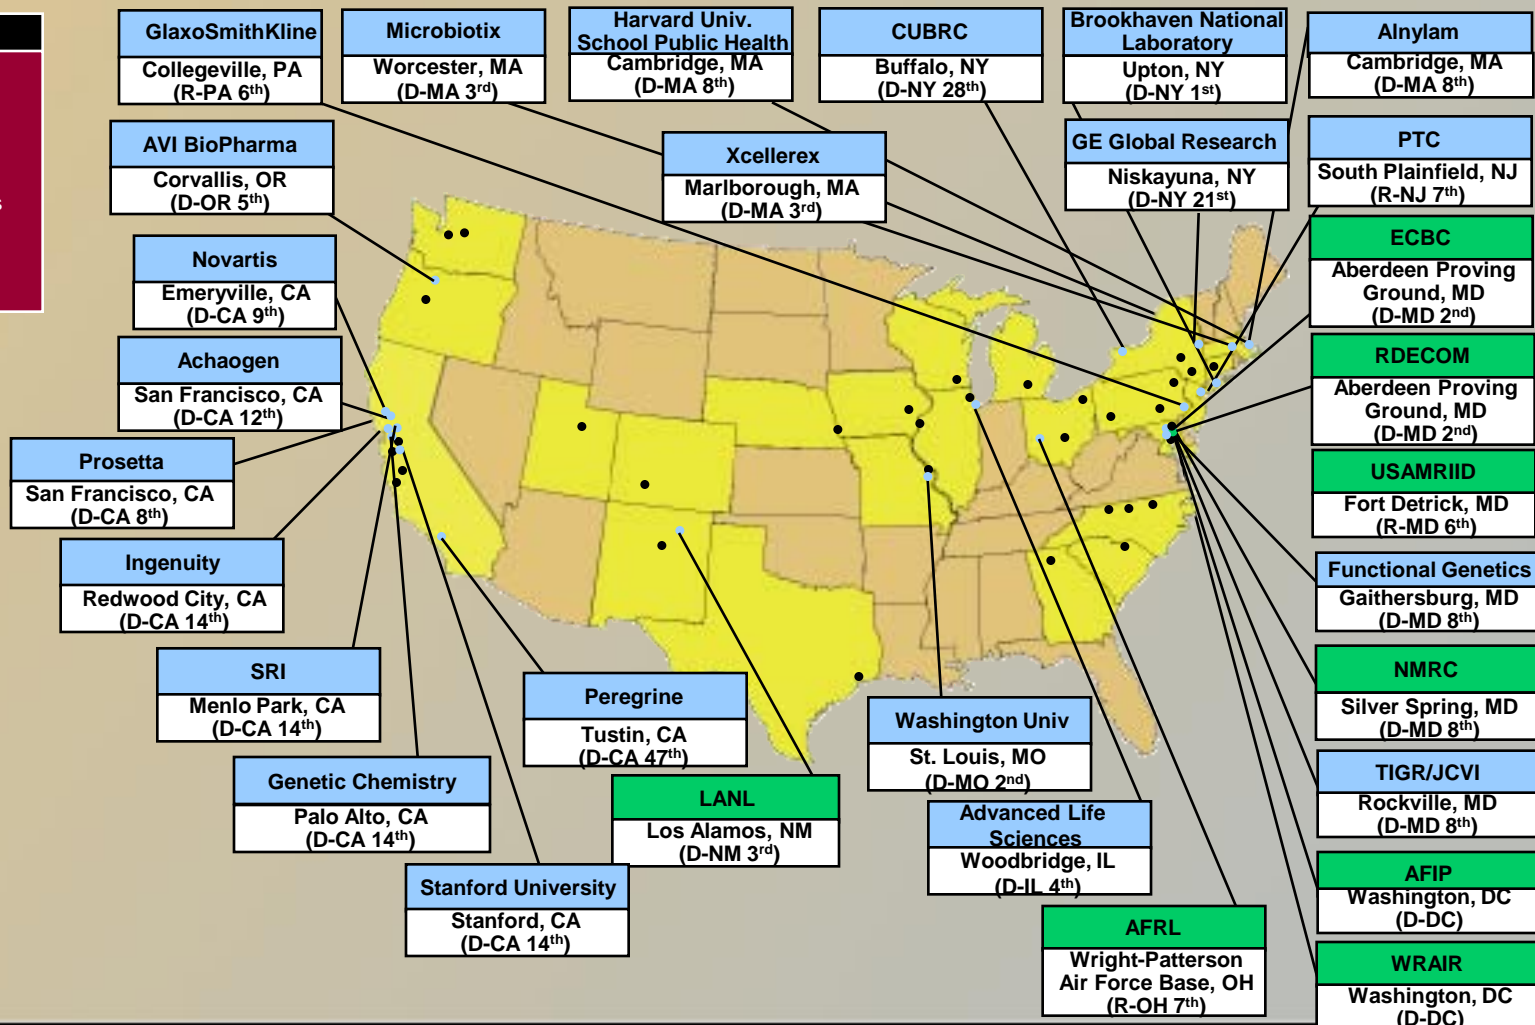 GlaxoSmithKline
Collegeville, PA
(R-PA 6th)
Microbiotix
Worcester, MA
(D-MA 3rd)
Harvard Univ.
School Public Health
Cambridge, MA
(D-MA 8th)
CUBRC
Buffalo, NY
(D-NY 28th)
Brookhaven National
Laboratory
Upton, NY
(D-NY 1st)
Alnylam
Cambridge, MA
(D-MA 8th)
AVI BioPharma
Corvallis, OR
(D-OR 5th)
Xcellerex
Marlborough, MA
(D-MA 3rd)
GE Global Research
Niskayuna, NY
(D-NY 21st)
PTC
South Plainfield, NJ
(R-NJ 7th)
s
Novartis
Emeryville, CA
(D-CA 9th)
ECBC
Aberdeen Proving
Ground, MD
(D-MD 2nd)
Achaogen
San Francisco, CA
(D-CA 12th)
RDECOM
Aberdeen Proving
Ground, MD
(D-MD 2nd)
Prosetta
San Francisco, CA
(D-CA 8th)
USAMRIID
Fort Detrick, MD
(R-MD 6th)
Ingenuity
Redwood City, CA
(D-CA 14th)
Functional Genetics
Gaithersburg, MD
(D-MD 8th)
SRI
Menlo Park, CA
(D-CA 14th)
Peregrine
Tustin, CA
(D-CA 47th)
Washington Univ
St. Louis, MO
(D-MO 2nd)
NMRC
Silver Spring, MD
(D-MD 8th)
Genetic Chemistry
Palo Alto, CA
(D-CA 14th)
LANL
Los Alamos, NM
(D-NM 3rd)
Advanced Life
Sciences
Woodbridge, IL
(D-IL 4th)
TIGR/JCVI
Rockville, MD
(D-MD 8th)
Stanford University
Stanford, CA
(D-CA 14th)
AFRL
Wright-Patterson
Air Force Base, OH
(R-OH 7th)
AFIP
Washington, DC
(D-DC)
WRAIR
Washington, DC
(D-DC)